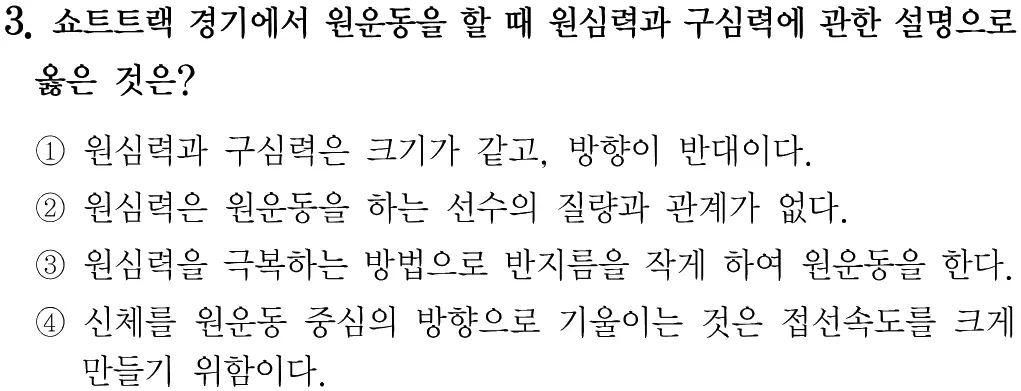 3. 쇼트트랙 경기에서 원운동을 할 때 원심력과 구심력에 관한 설명으로
옳은 것은?
① 원심력과 구심력은 크기가 같고, 방향이 반대이다.
② 원심력은 원운동을 하는 선수의 질량과 관계가 없다.
③ 원심력을 극복하는 방법으로 반지름을 작게 하여 원운동을 한다.
④ 신체를 원운동 중심의 방향으로 기울이는 것은 접선속도를 크게
만들기 위함이다.